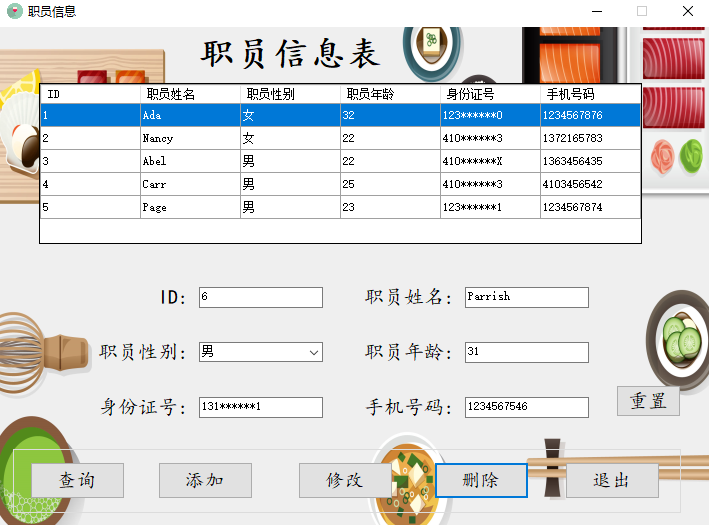 职员信息
职员信息表
ID 职员姓名 职员性别 职员年龄 身份证号 手机号码
1 Ada 女 32 123******0 1234567876
2 Nancy 女 22 410******3 1372165783
3 Abel 男 22 410******X 1363456435
4 Carr 男 25 410******3 4103456542
5 Page 男 23 123******1 1234567874
ID: 6 职员姓名: Parrish
职员性别: 男 职员年龄: 31
身份证号: 131******1 手机号码: 1234567546 重置
查询 添加 修改 删除 退出